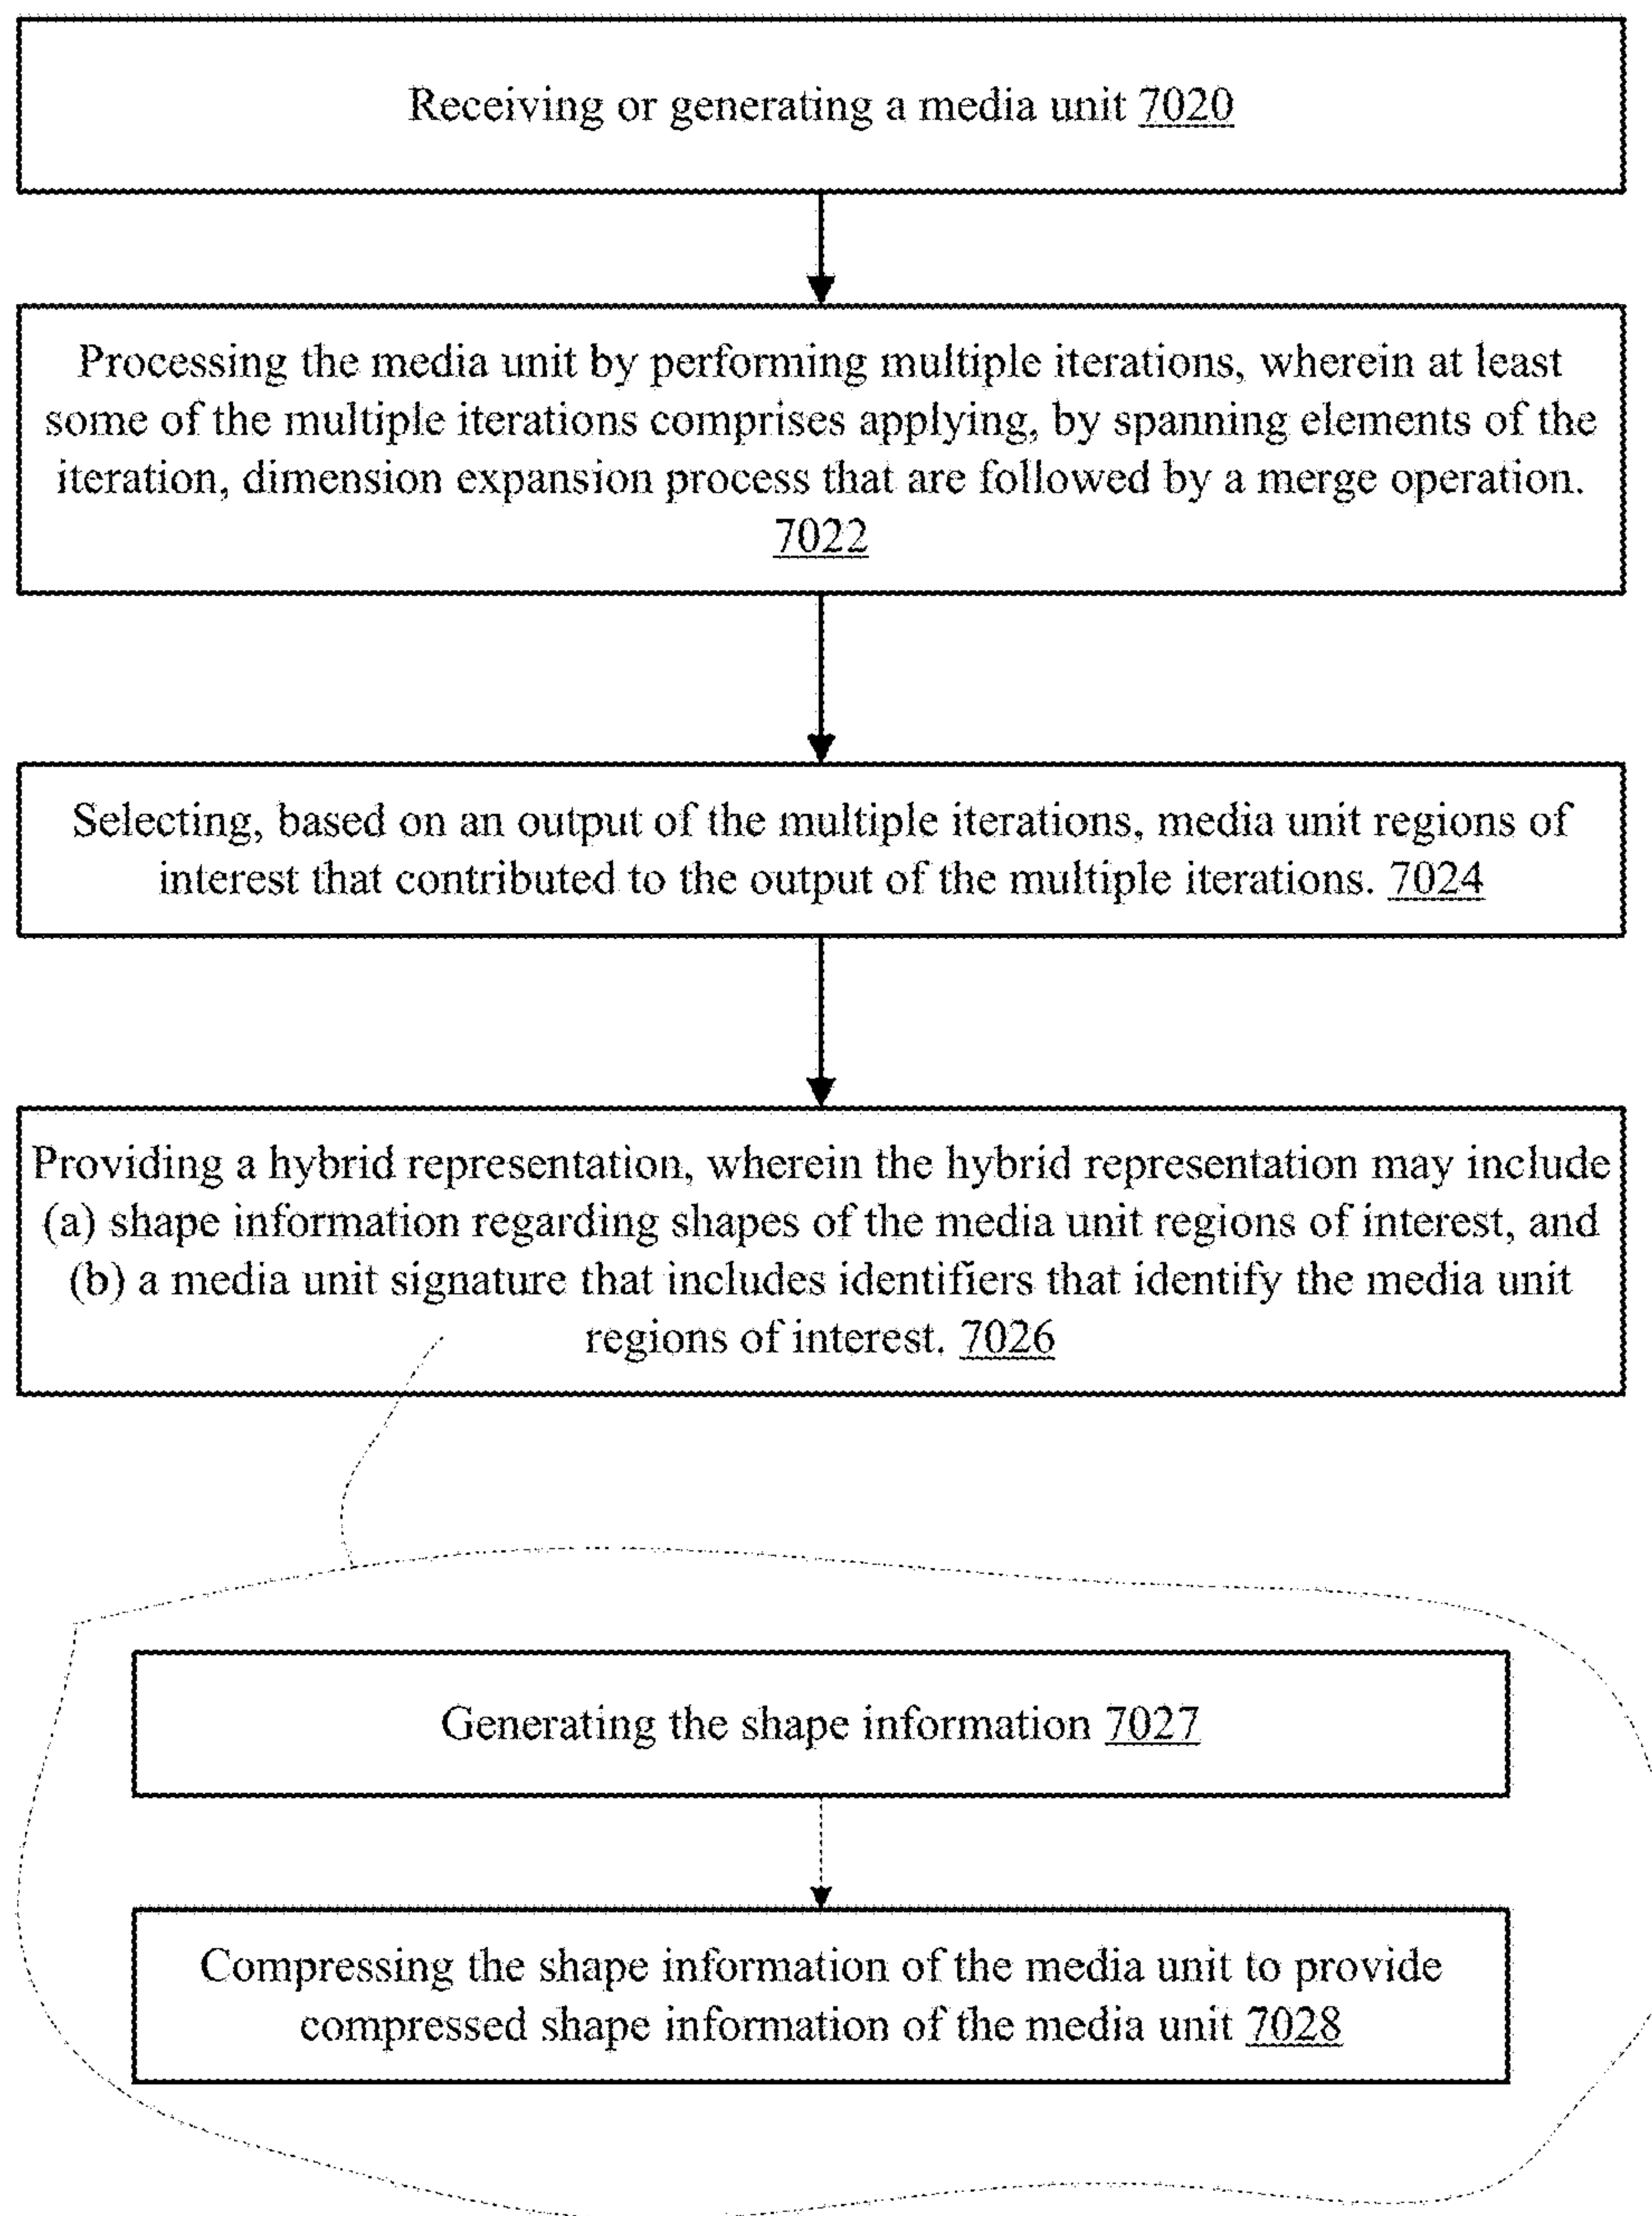 Receiving or generating a media unit 7020
Processing the media unit by performing multiple iterations, wherein at least
some of the multiple iterations comprises applying, by spanning elements of the
iteration, dimension expansion process that are followed by a merge operation.
7022
Selecting, based on an output of the multiple iterations, media unit regions of
interest that contributed to the output of the multiple iterations. 7024
Providing a hybrid representation, wherein the hybrid representation may include
(a) shape information regarding shapes of the media unit regions of interest, and
(b) a media unit signature that includes identifiers that identify the media unit
regions of interest. 7026
Generating the shape information 7027
Compressing the shape information of the media unit to provide
compressed shape information of the media unit 7028